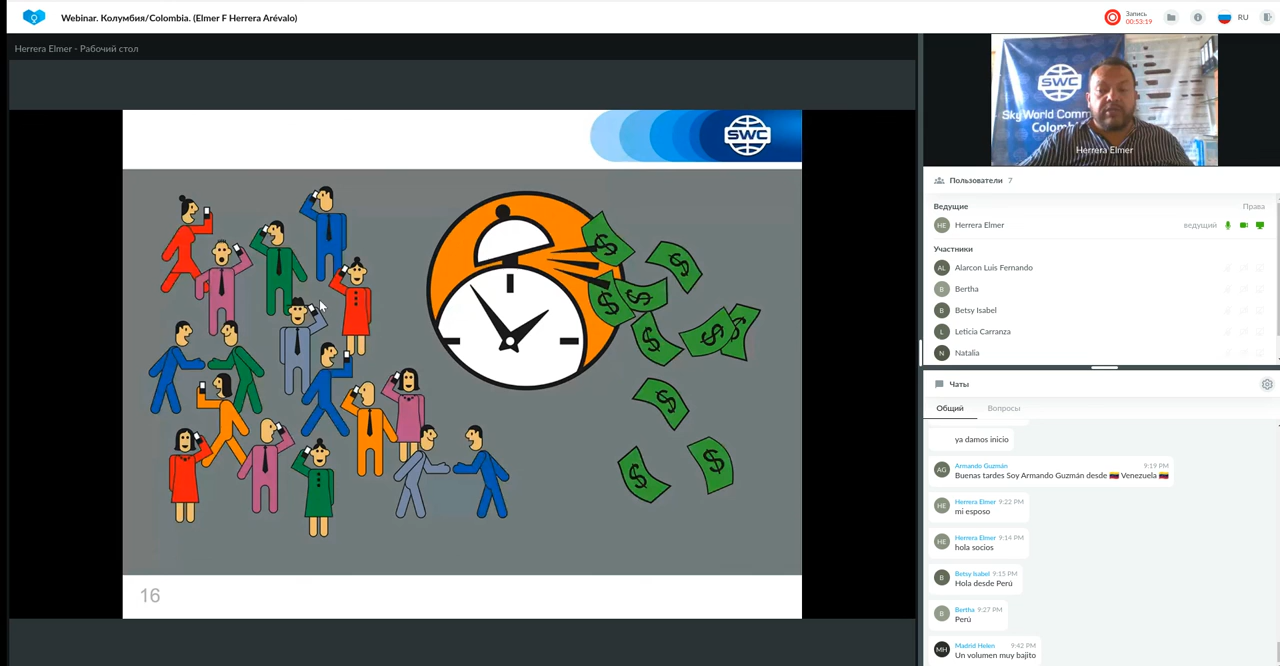 Webinar. Колумбия/Colombia. (Elmer F Herrera Arévalo)
Запись
00:53:19
RU
Herrera Elmer - Рабочий стол
SWC
16
SWC
SkyWorld Comm
Colom
Herrera Elmer
Пользователи 7
Ведущие Права
HE Herrera Elmer ведущий
Участники
AL Alarcon Luis Fernando
B Bertha
B Betsy Isabel
L Leticia Carranza
N Natalia
Чаты
Общий Вопросы
ya damos inicio
AG Armando Guzmán 9:19 PM
Buenas tardes Soy Armando Guzmán desde 🇻🇪 Venezuela 🇻🇪
HE Herrera Elmer 9:22 PM
mi esposo
HE Herrera Elmer 9:14 PM
hola socios
B Betsy Isabel 9:15 PM
Hola desde Perú
B Bertha 9:27 PM
Perú
MH Madrid Helen 9:42 PM
Un volumen muy bajito